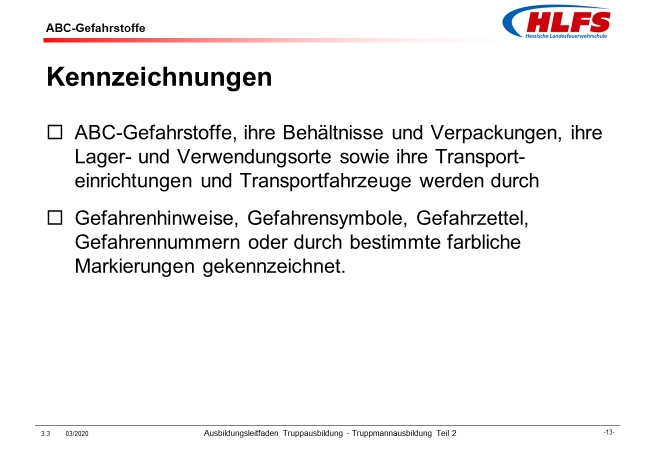 ABC-Gefahrstoffe
HLFS
Hessische Landesfeuerwehrschule
Kennzeichnungen
ABC-Gefahrstoffe, ihre Behältnisse und Verpackungen, ihre
Lager- und Verwendungsorte sowie ihre Transport-
einrichtungen und Transportfahrzeuge werden durch
Gefahrenhinweise, Gefahrensymbole, Gefahrzettel,
Gefahrennummern oder durch bestimmte farbliche
Markierungen gekennzeichnet.
3.3 03/2020 Ausbildungsleitfaden Truppausbildung - Truppmannausbildung Teil 2 -13-